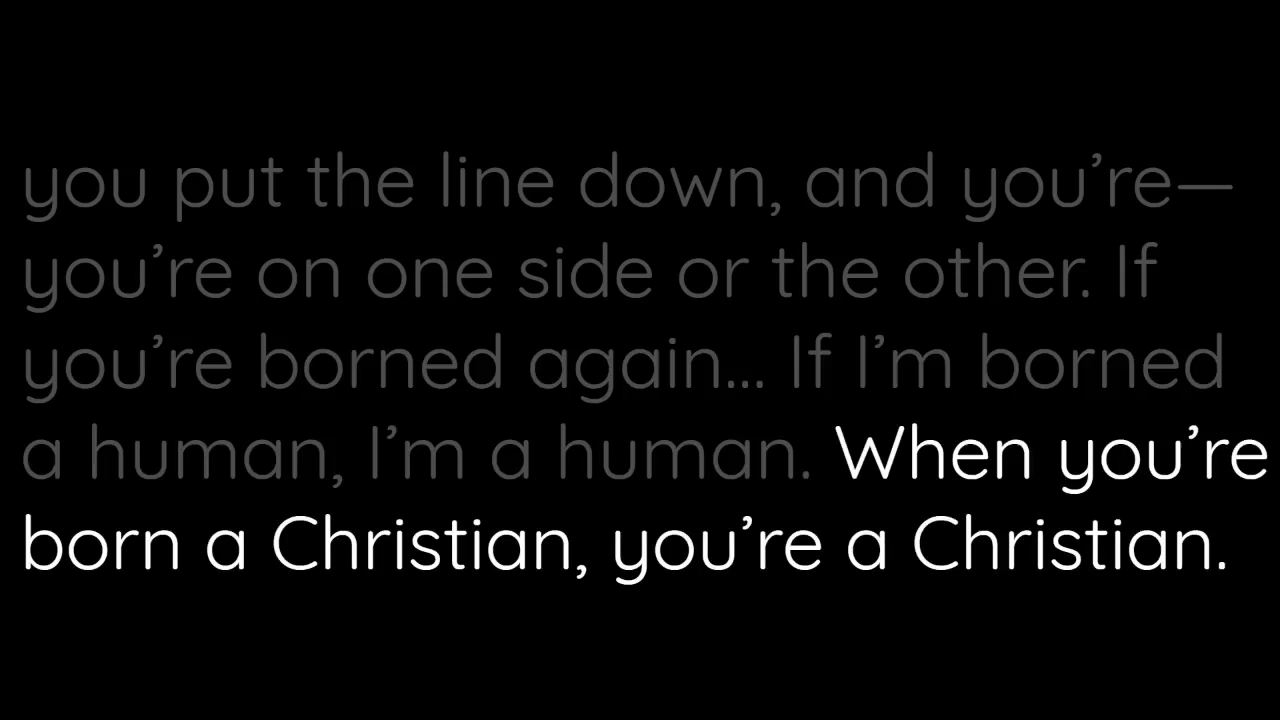 you put the line down, and you’re—
you’re on one side or the other. If
you’re borned again... If I’m borned
a human, I’m a human. When you’re
born a Christian, you’re a Christian.